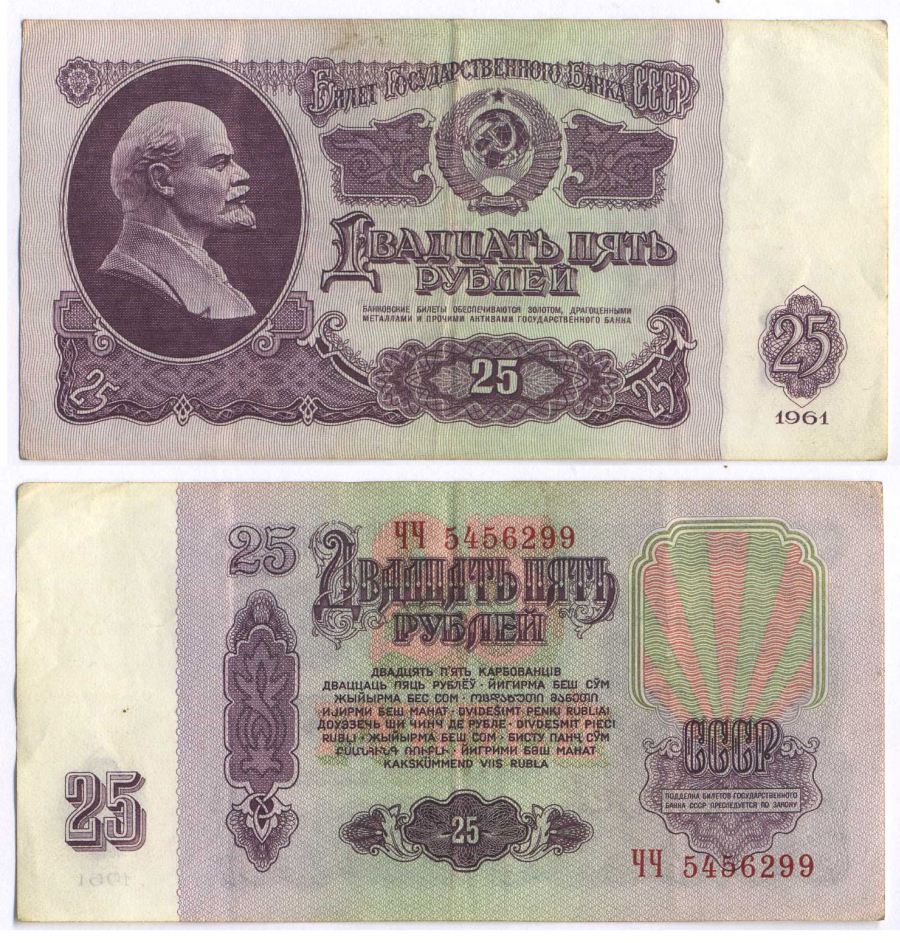 Билет Государственного Банка СССР
Двадцать пять
рублей
БАНКОВСКИЕ БИЛЕТЫ ОБЕСПЕЧИВАЮТСЯ ЗОЛОТОМ, ДРАГОЦЕННЫМИ
МЕТАЛЛАМИ И ПРОЧИМИ АКТИВАМИ ГОСУДАРСТВЕННОГО БАНКА
25
25
25
25
1961
25
ЧЧ 5456299
Двадцать пять
рублей
ДВАДЦЯТЬ П'ЯТЬ КАРБОВАНЦІВ
ДВАЦЦАЦЬ ПЯЦЬ РУБЛЁЎ · ЙИГИРМА БЕШ СЎМ
ЖЫЙЫРМА БЕС СОМ · ᲝᲪᲓᲐᲮᲣᲗᲘ ᲛᲐᲜᲔᲗᲘ
ИЈИРМИ БЕШ МАНАТ · DVIDEŠIMT PENKI RUBLIAI
ДОУЭЗЕЧЬ ШИ ЧИНЧ ДЕ РУБЛЕ · DIVDESMIT PIECI
RUBĻI · ЖЫЙЫРМА БЕШ СОМ · БИСТУ ПАНҶ СӮМ
ՔՍԱՆՀԻՆԳ ՌՈՒԲԼԻ · ЙИГРИМИ БӘШ МАНАТ
KAKSKÜMMEND VIIS RUBLA
СССР
ПОДДЕЛКА БИЛЕТОВ ГОСУДАРСТВЕННОГО
БАНКА СССР ПРЕСЛЕДУЕТСЯ ПО ЗАКОНУ
25
25
ЧЧ 5456299